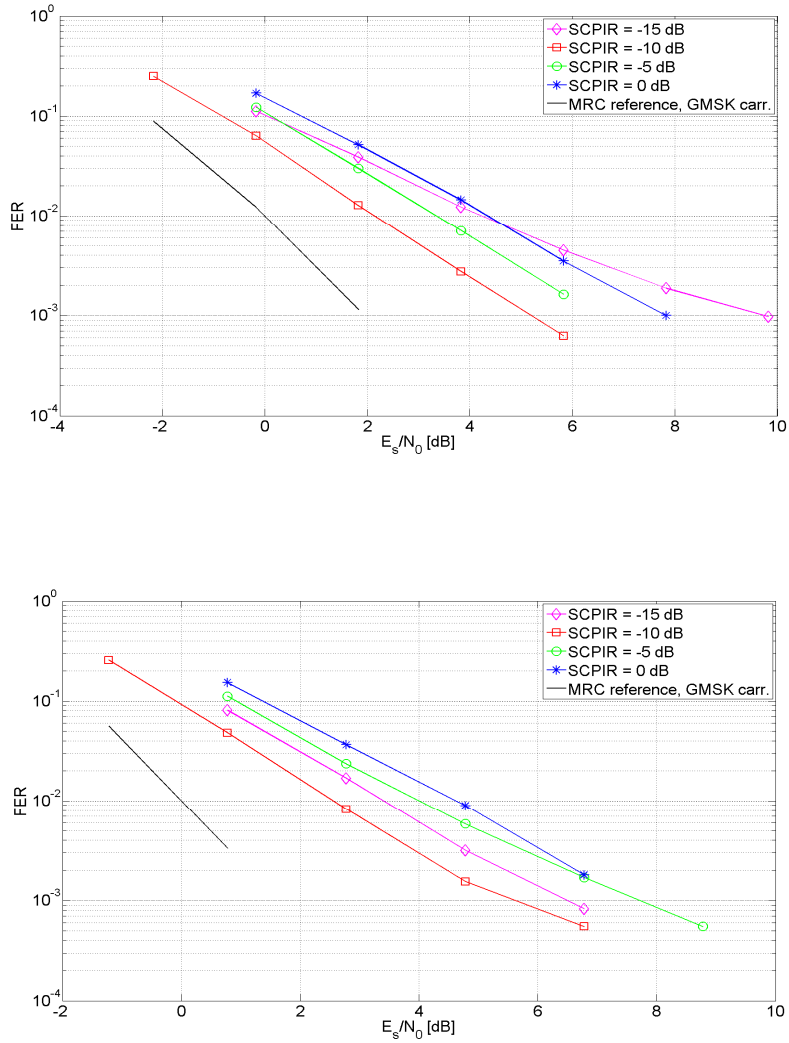 10^0
10^-1
10^-2
10^-3
10^-4
FER
-4 -2 0 2 4 6 8 10
E_s/N_0 [dB]
SCPIR = -15 dB
SCPIR = -10 dB
SCPIR = -5 dB
SCPIR = 0 dB
MRC reference, GMSK carr.
10^0
10^-1
10^-2
10^-3
10^-4
FER
-2 0 2 4 6 8 10
E_s/N_0 [dB]
SCPIR = -15 dB
SCPIR = -10 dB
SCPIR = -5 dB
SCPIR = 0 dB
MRC reference, GMSK carr.